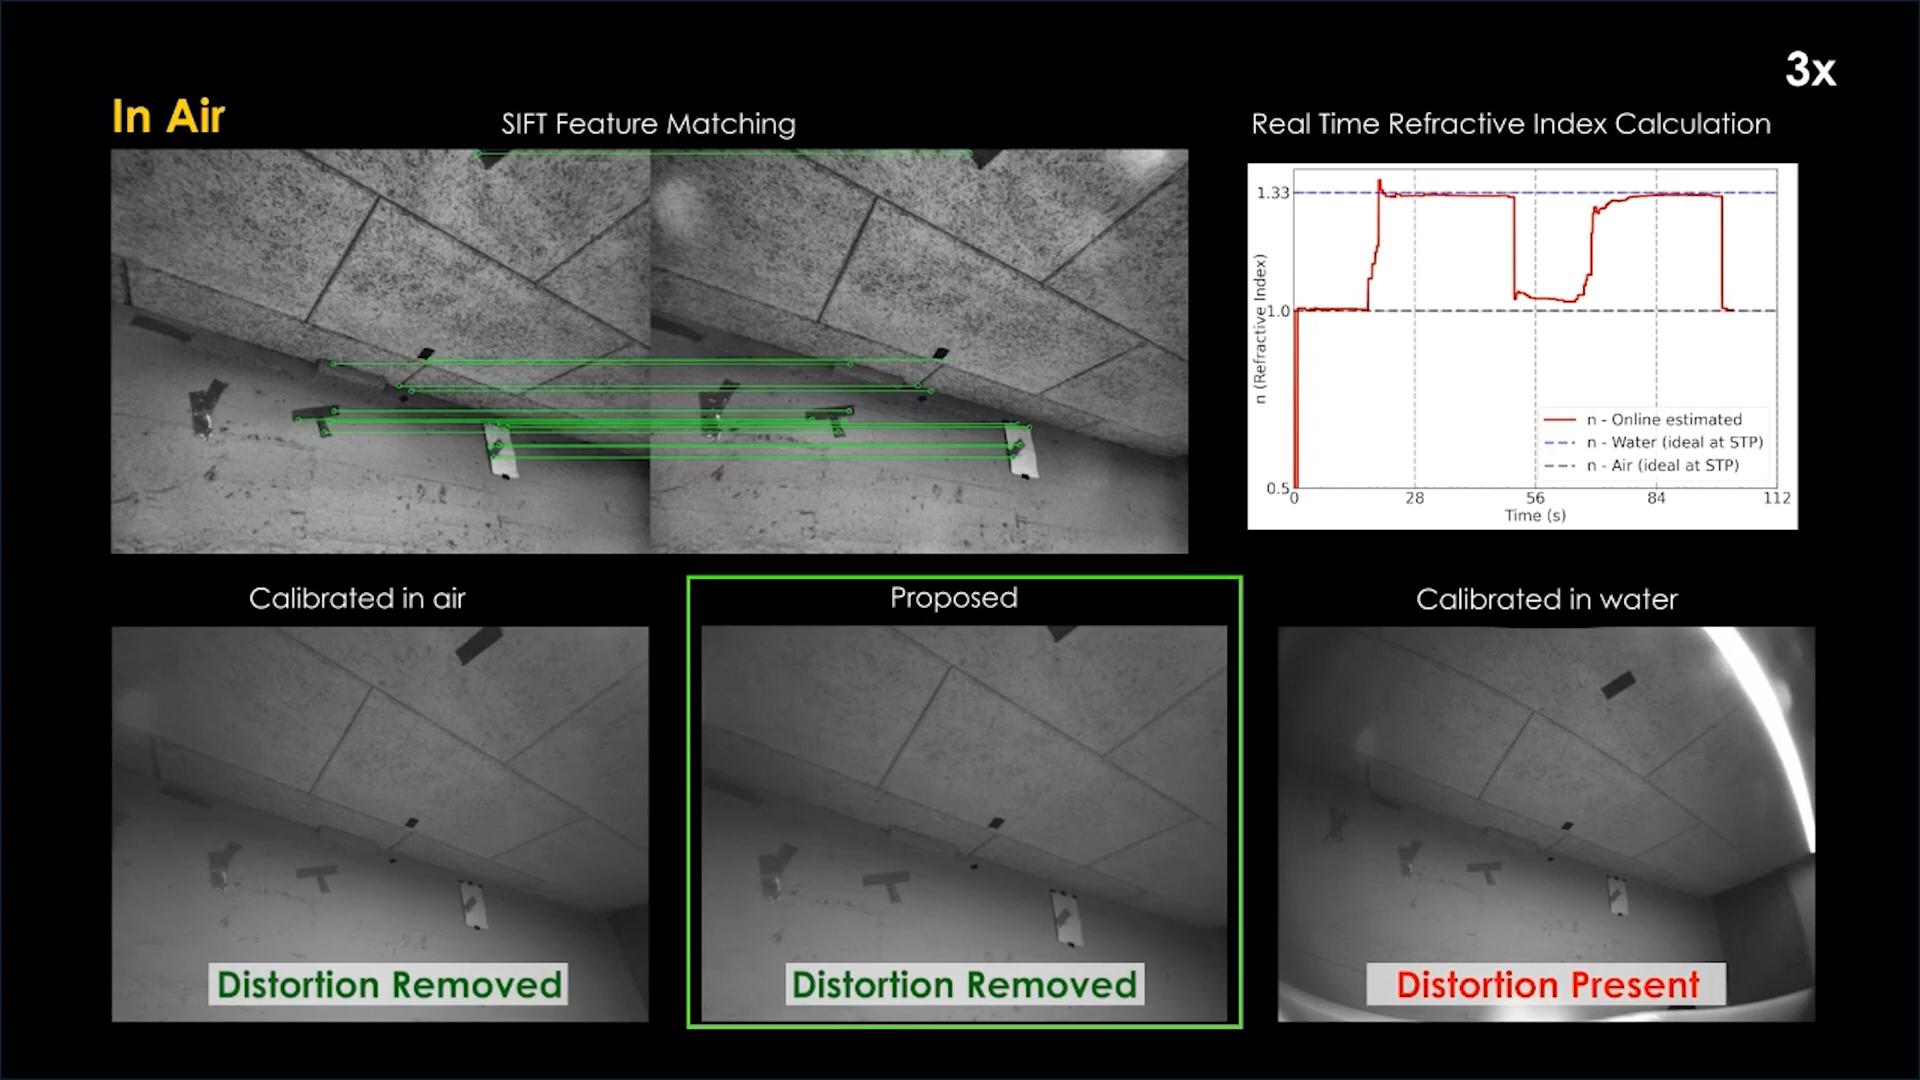 3x
In Air
SIFT Feature Matching
Real Time Refractive Index Calculation
1.33
1.0
0.5
n (Refractive Index)
n - Online estimated
n - Water (ideal at STP)
n - Air (ideal at STP)
0 28 56 84 112
Time (s)
Calibrated in air
Proposed
Calibrated in water
Distortion Removed
Distortion Removed
Distortion Present